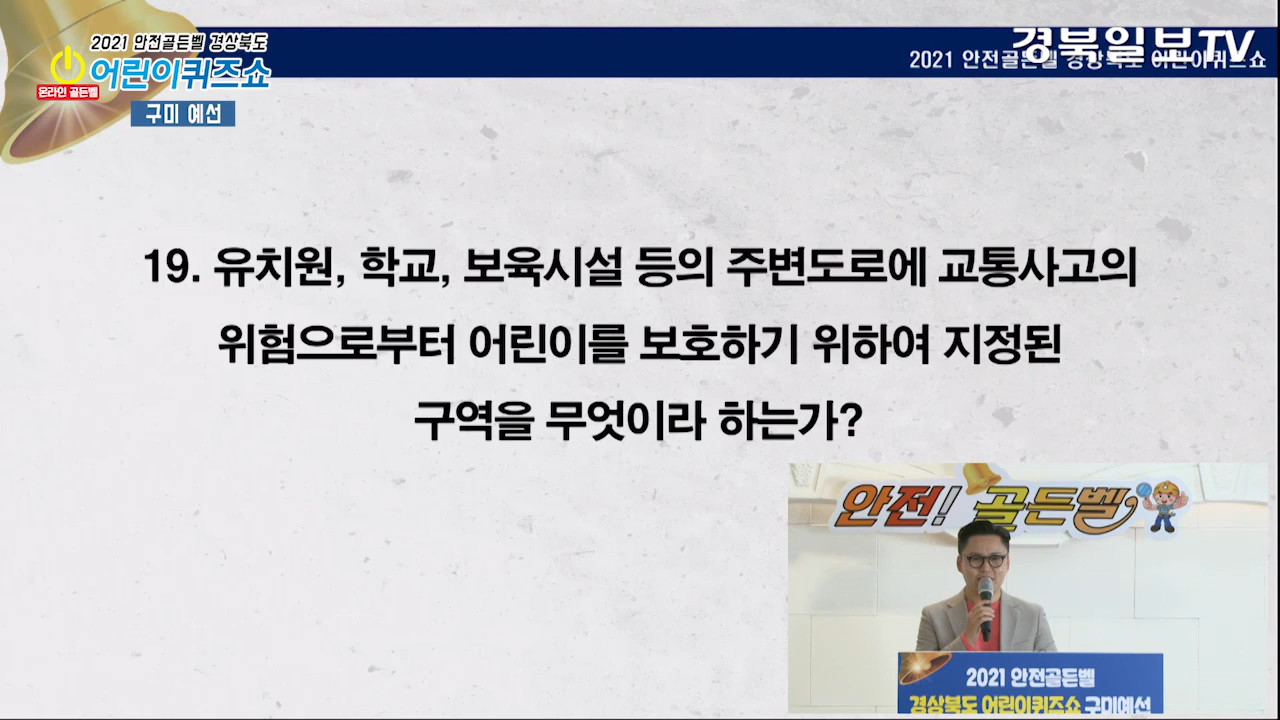 2021 안전골든벨 경상북도
어린이퀴즈쇼
온라인 골든벨
구미 예선
경북일보TV
2021 안전골든벨 경상북도 어린이퀴즈쇼
19. 유치원, 학교, 보육시설 등의 주변도로에 교통사고의
위험으로부터 어린이를 보호하기 위하여 지정된
구역을 무엇이라 하는가?
안전! 골든벨
2021 안전골든벨
경상북도 어린이퀴즈쇼 구미예선